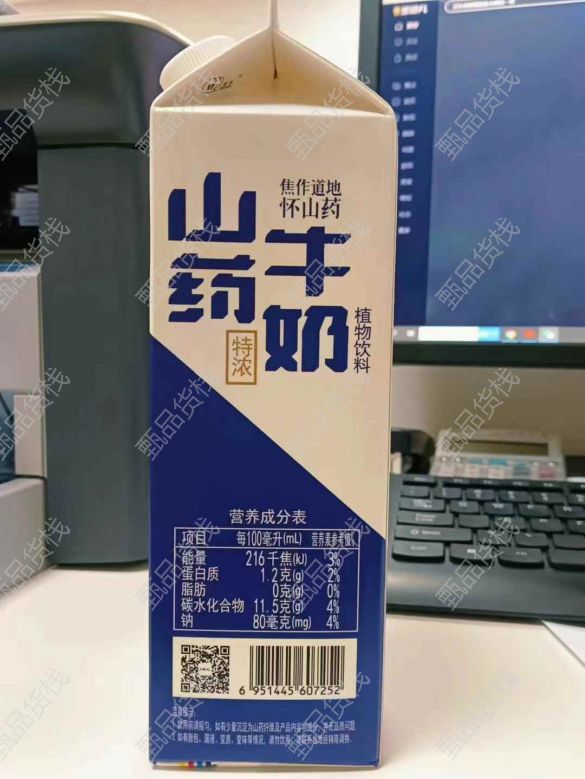 焦作道地
怀山药
山药
牛奶
特浓
植物饮料
营养成分表
项目 每100毫升(mL) 营养素参考值%
能量 216千焦(kJ) 3%
蛋白质 1.2克(g) 2%
脂肪 0克(g) 0%
碳水化合物 11.5克(g) 4%
钠 80毫克(mg) 4%
6 951445 607252
温馨提示:
甄品货栈